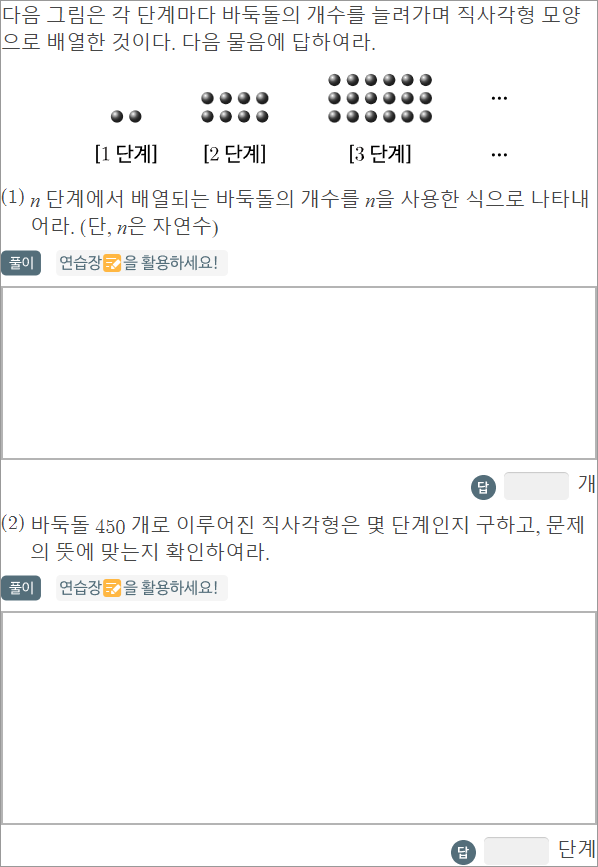 다음 그림은 각 단계마다 바둑돌의 개수를 늘려가며 직사각형 모양
으로 배열한 것이다. 다음 물음에 답하여라.
...
[1 단계] [2 단계] [3 단계] ...
(1) n 단계에서 배열되는 바둑돌의 개수를 n을 사용한 식으로 나타내
어라. (단, n은 자연수)
풀이 연습장을 활용하세요!
답 개
(2) 바둑돌 450 개로 이루어진 직사각형은 몇 단계인지 구하고, 문제
의 뜻에 맞는지 확인하여라.
풀이 연습장을 활용하세요!
답 단계